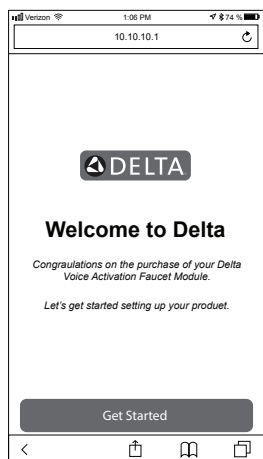 Verizon 1:06 PM 74 %
10.10.10.1
DELTA
Welcome to Delta
Congraulations on the purchase of your Delta
Voice Activation Faucet Module.
Let's get started setting up your produet.
Get Started